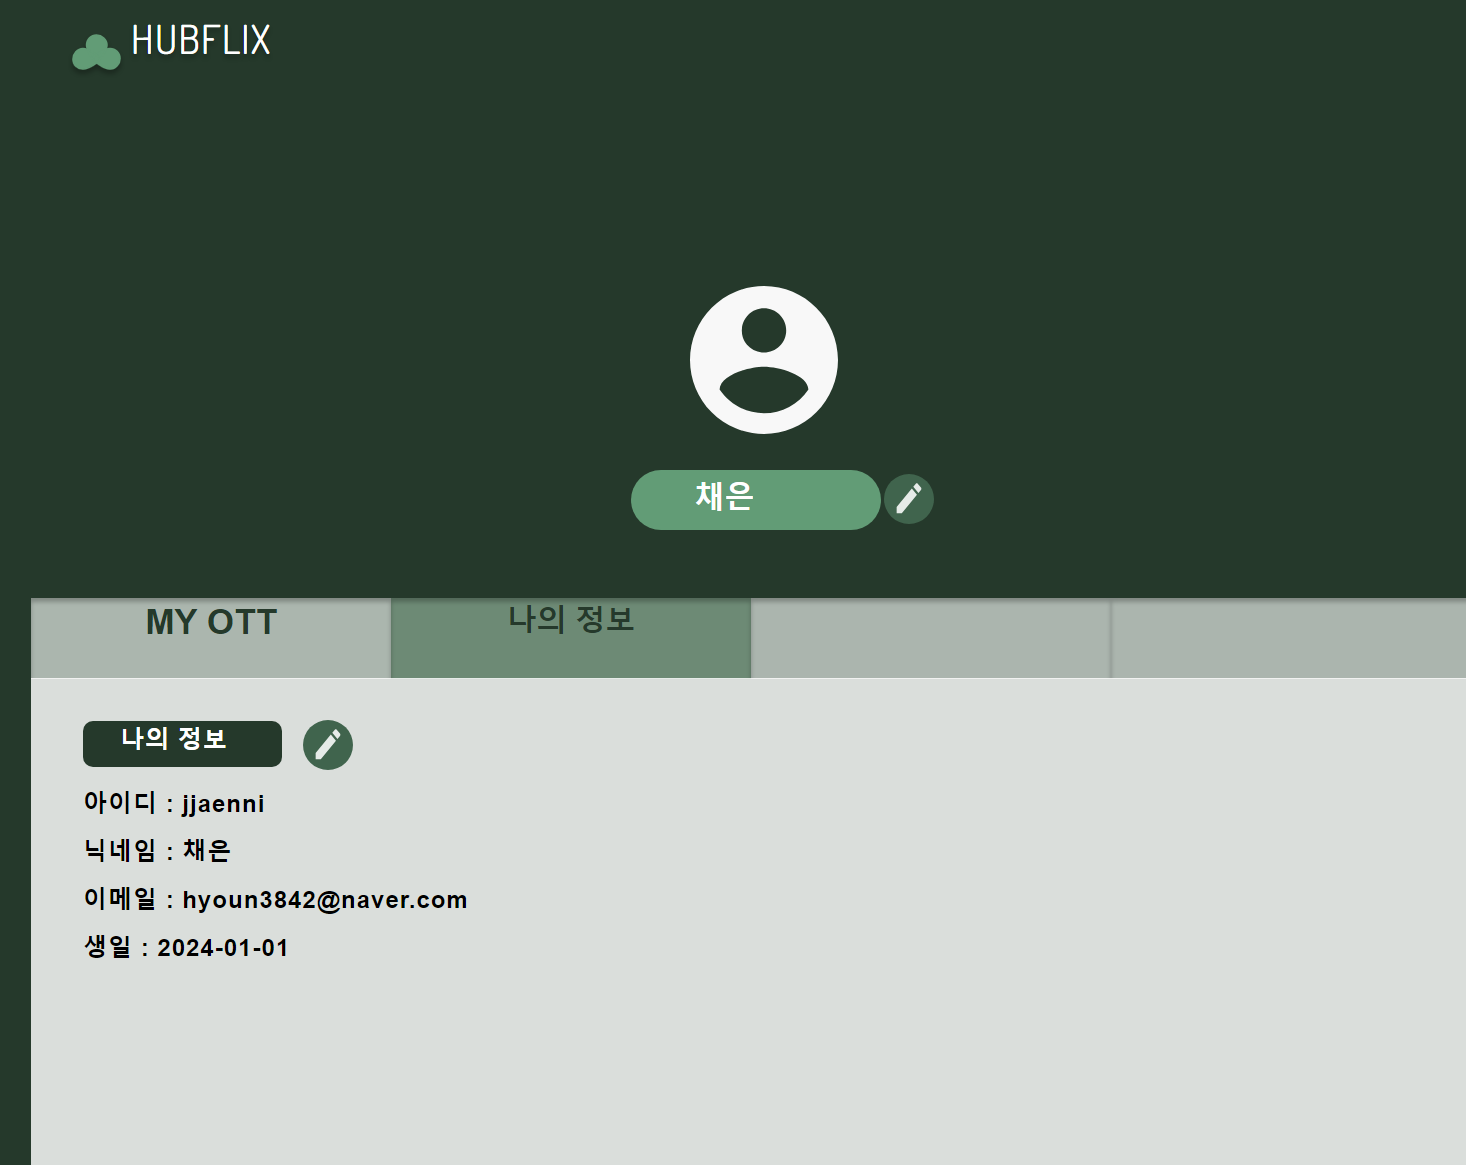 HUBFLIX
채은
MY OTT
나의 정보
나의 정보
아이디 : jjaenni
닉네임 : 채은
이메일 : hyoun3842@naver.com
생일 : 2024-01-01